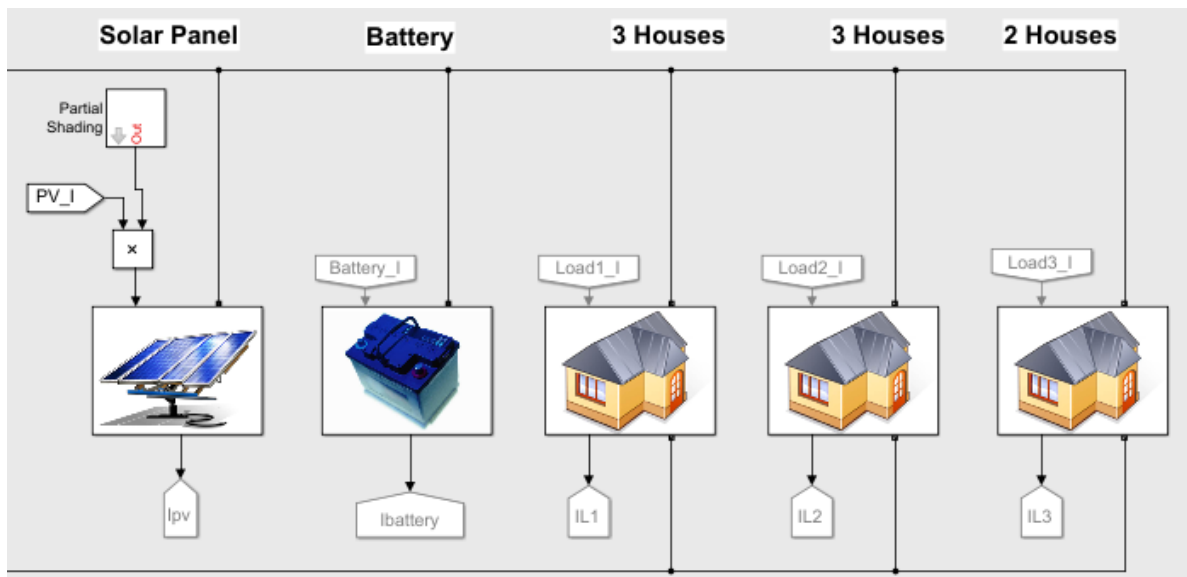 Solar Panel
Battery
3 Houses
3 Houses
2 Houses
Partial
Shading
Out
PV_I
×
Battery_I
Load1_I
Load2_I
Load3_I
Ipv
Ibattery
IL1
IL2
IL3